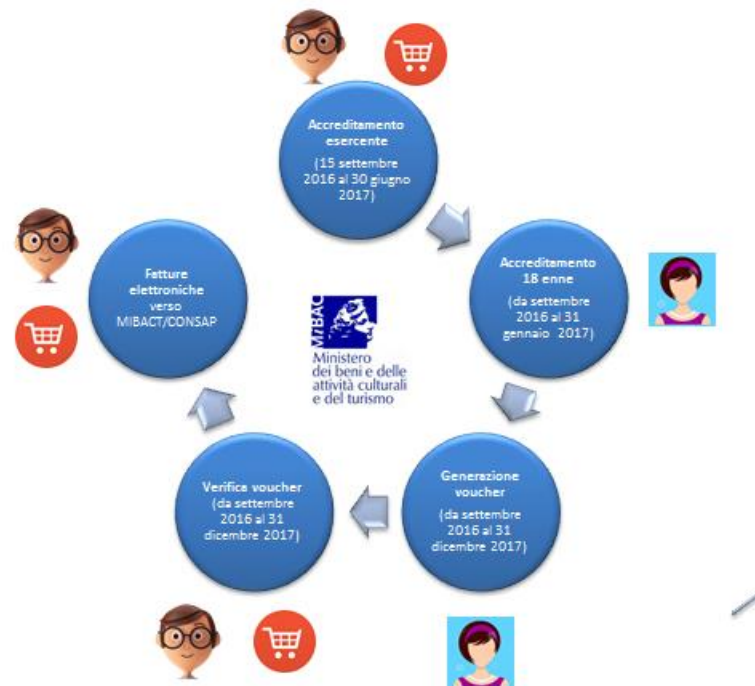 Accreditamento
esercente
(15 settembre
2016 al 30 giugno
2017)
Accreditamento
18 enne
(da settembre
2016 al 31
gennaio 2017)
Generazione
voucher
(da settembre
2016 al 31
dicembre 2017)
Verifica voucher
(da settembre
2016 al 31
dicembre 2017)
Fatture
elettroniche
verso
MIBACT/CONSAP
MiBAC
Ministero
dei beni e delle
attività culturali
e del turismo